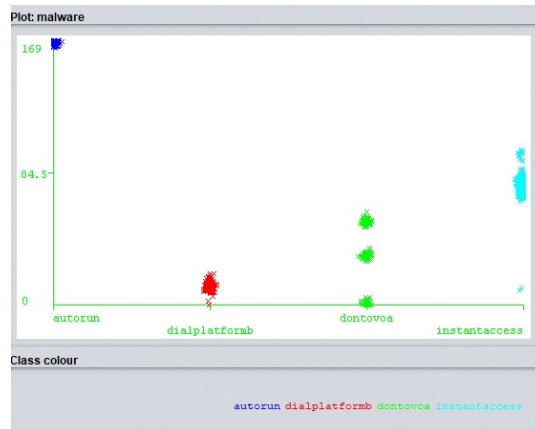 Plot: malware
169
84.5
0
autorun dontovoa
dialplatformb instantaccess
Class colour
autorun dialplatformb dontovoa instantaccess